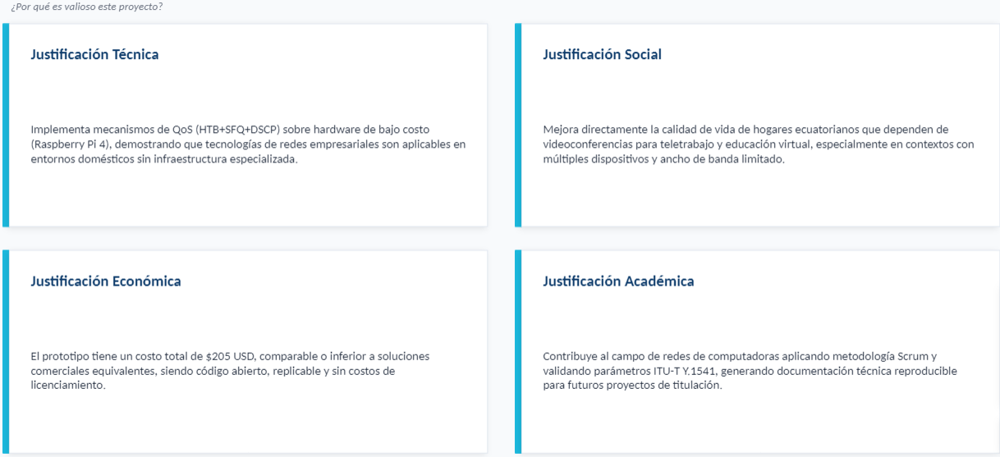 ¿Por qué es valioso este proyecto?
Justificación Técnica
Implementa mecanismos de QoS (HTB+SFQ+DSCP) sobre hardware de bajo costo
(Raspberry Pi 4), demostrando que tecnologías de redes empresariales son aplicables en
entornos domésticos sin infraestructura especializada.
Justificación Social
Mejora directamente la calidad de vida de hogares ecuatorianos que dependen de
videoconferencias para teletrabajo y educación virtual, especialmente en contextos con
múltiples dispositivos y ancho de banda limitado.
Justificación Económica
El prototipo tiene un costo total de $205 USD, comparable o inferior a soluciones
comerciales equivalentes, siendo código abierto, replicable y sin costos de
licenciamiento.
Justificación Académica
Contribuye al campo de redes de computadoras aplicando metodología Scrum y
validando parámetros ITU-T Y.1541, generando documentación técnica reproducible
para futuros proyectos de titulación.